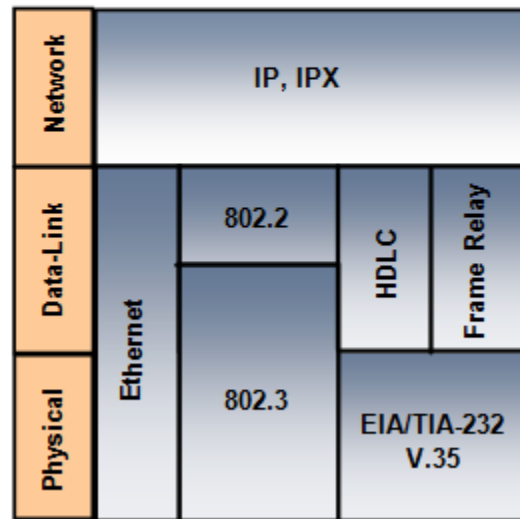 Network
IP, IPX
Data-Link
Ethernet
802.2
HDLC
Frame Relay
Physical
802.3
EIA/TIA-232
V.35